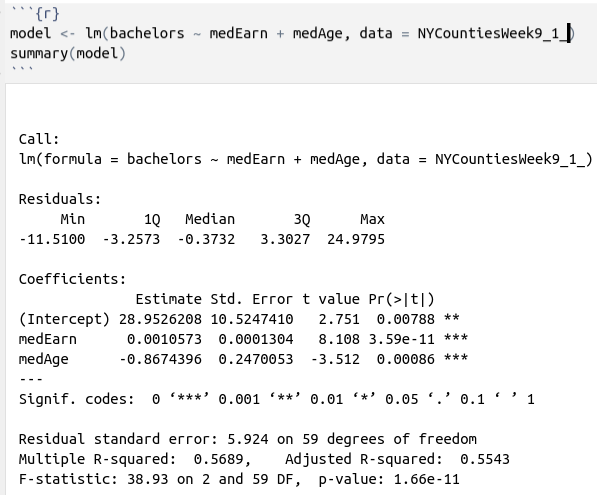 ```{r}
model <- lm(bachelors ~ medEarn + medAge, data = NYCountiesWeek9_1_)
summary(model)
```
Call:
lm(formula = bachelors ~ medEarn + medAge, data = NYCountiesWeek9_1_)
Residuals:
     Min       1Q   Median       3Q      Max
-11.5100  -3.2573  -0.3732   3.3027  24.9795
Coefficients:
              Estimate Std. Error t value Pr(>|t|)
(Intercept) 28.9526208 10.5247410   2.751  0.00788 **
medEarn      0.0010573  0.0001304   8.108 3.59e-11 ***
medAge      -0.8674396  0.2470053  -3.512  0.00086 ***
---
Signif. codes:  0 ‘***’ 0.001 ‘**’ 0.01 ‘*’ 0.05 ‘.’ 0.1 ‘ ’ 1
Residual standard error: 5.924 on 59 degrees of freedom
Multiple R-squared:  0.5689,    Adjusted R-squared:  0.5543
F-statistic: 38.93 on 2 and 59 DF,  p-value: 1.66e-11